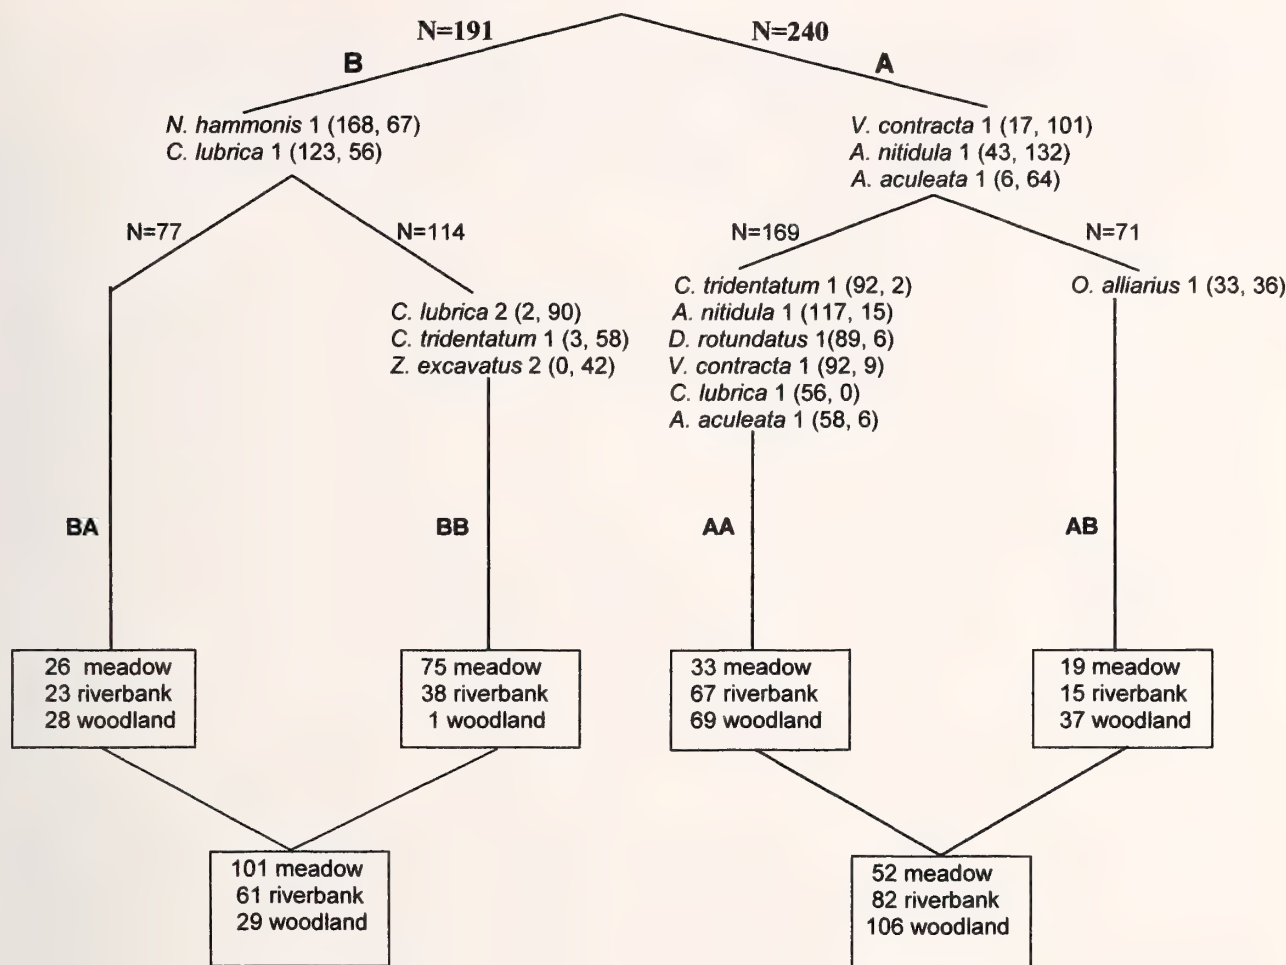 N=191
N=240
B
A
N. hammonis 1 (168, 67)
C. lubrica 1 (123, 56)
V. contracta 1 (17, 101)
A. nitidula 1 (43, 132)
A. aculeata 1 (6, 64)
N=77
N=114
N=169
N=71
C. lubrica 2 (2, 90)
C. tridentatum 1 (3, 58)
Z. excavatus 2 (0, 42)
C. tridentatum 1 (92, 2)
A. nitidula 1 (117, 15)
D. rotundatus 1(89, 6)
V. contracta 1 (92, 9)
C. lubrica 1 (56, 0)
A. aculeata 1 (58, 6)
O. alliarius 1 (33, 36)
BA
BB
AA
AB
26 meadow
23 riverbank
28 woodland
75 meadow
38 riverbank
1 woodland
33 meadow
67 riverbank
69 woodland
19 meadow
15 riverbank
37 woodland
101 meadow
61 riverbank
29 woodland
52 meadow
82 riverbank
106 woodland